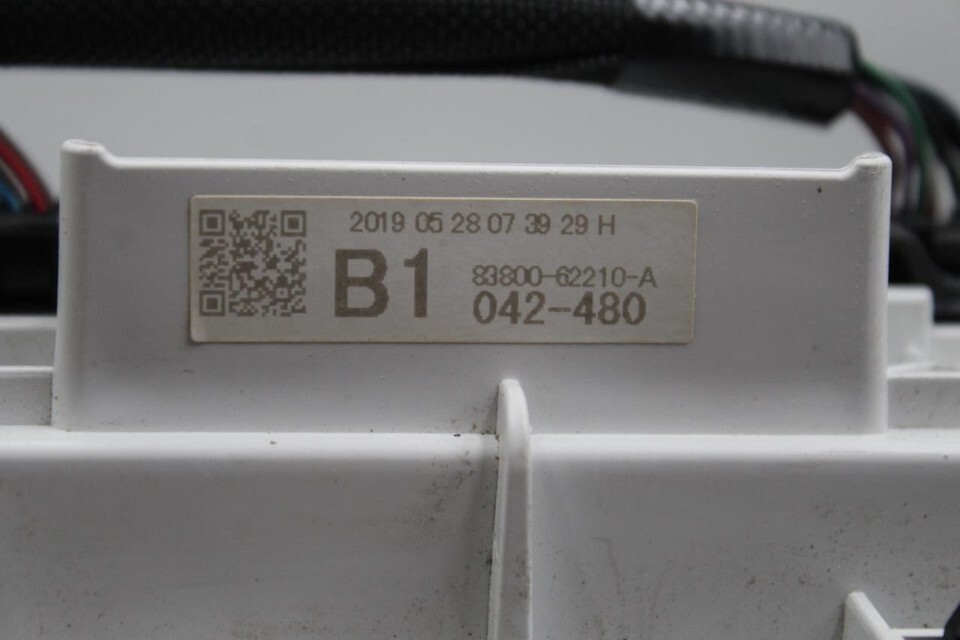 2019 05 28 07 39 29 H
B1
83800-62210-A
042-480